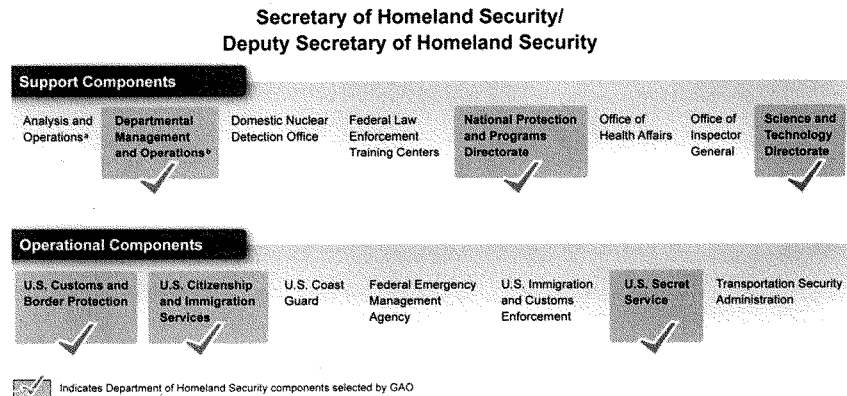 Secretary of Homeland Security/
Deputy Secretary of Homeland Security
Support Components
Analysis and
Operationsᵃ
Departmental
Management
and Operationsᵇ
Domestic Nuclear
Detection Office
Federal Law
Enforcement
Training Centers
National Protection
and Programs
Directorate
Office of
Health Affairs
Office of
Inspector
General
Science and
Technology
Directorate
Operational Components
U.S. Customs and
Border Protection
U.S. Citizenship
and Immigration
Services
U.S. Coast
Guard
Federal Emergency
Management
Agency
U.S. Immigration
and Customs
Enforcement
U.S. Secret
Service
Transportation Security
Administration
Indicates Department of Homeland Security components selected by GAO